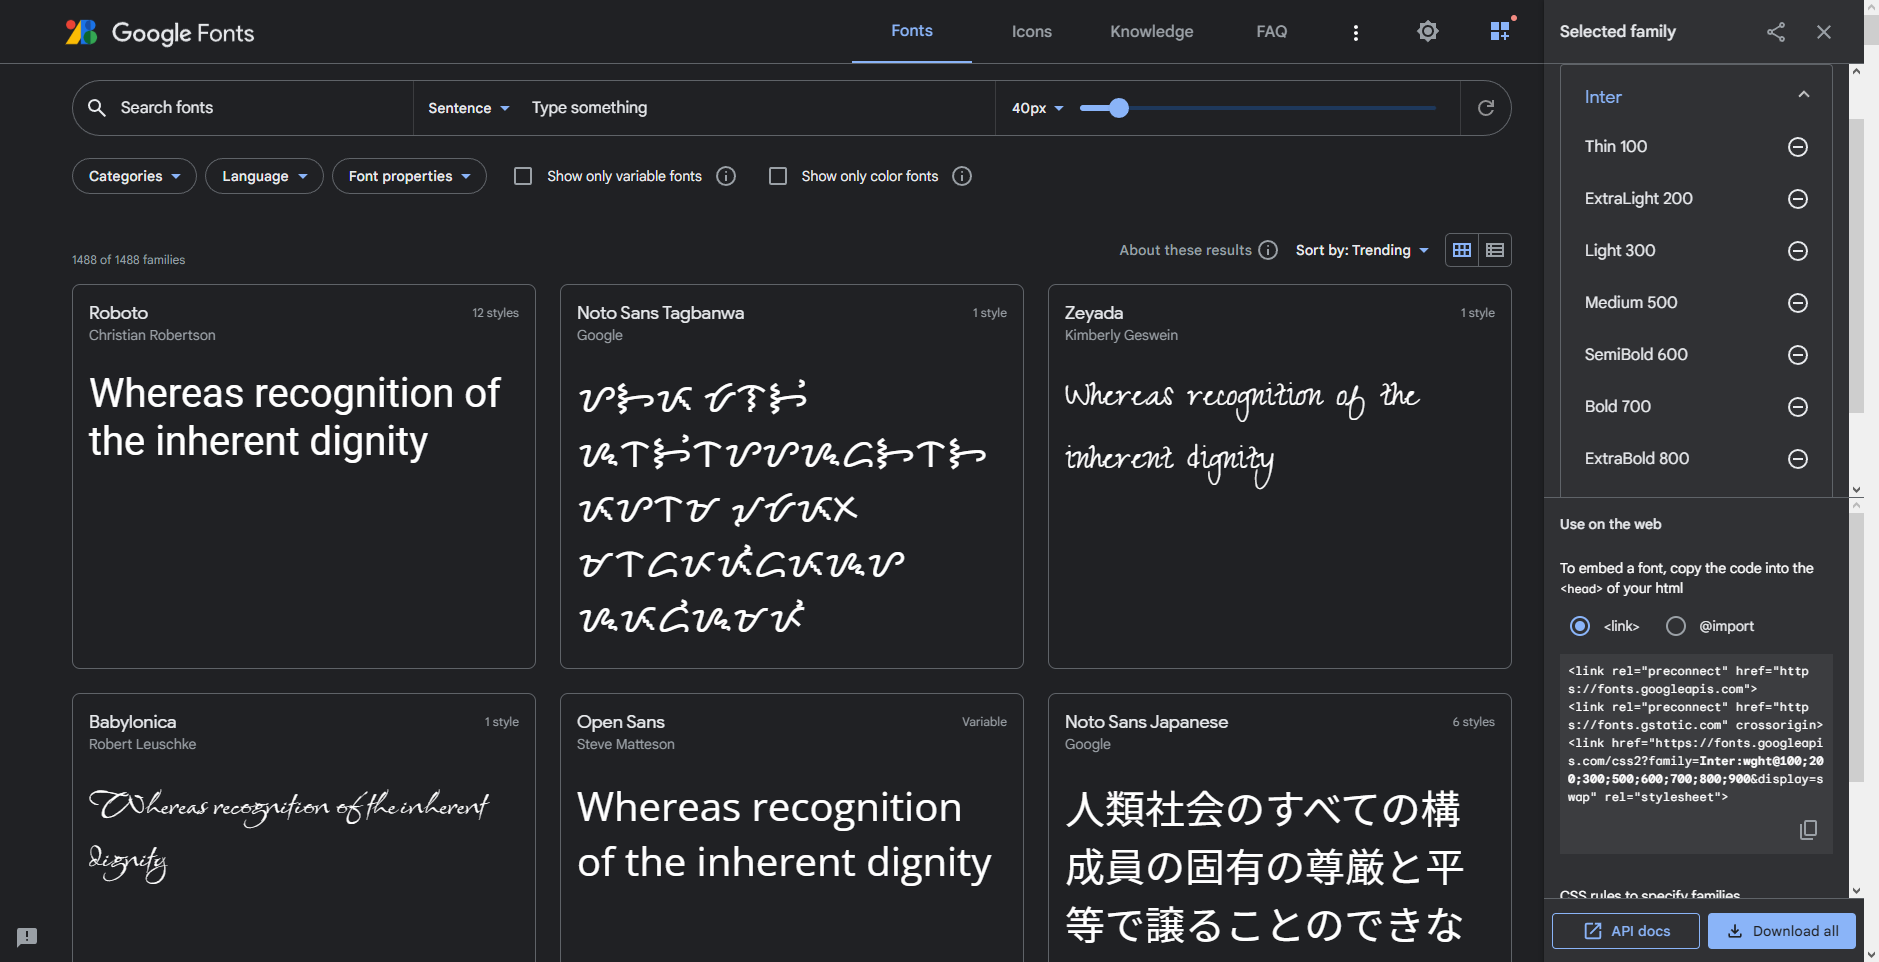 Google Fonts
Fonts
Icons
Knowledge
FAQ
Search fonts
Sentence
Type something
40px
Categories
Language
Font properties
Show only variable fonts
Show only color fonts
1488 of 1488 families
About these results
Sort by: Trending
Roboto
12 styles
Christian Robertson
Whereas recognition of
the inherent dignity
Noto Sans Tagbanwa
1 style
Google
Zeyada
1 style
Kimberly Geswein
Whereas recognition of the
inherent dignity
Babylonica
1 style
Robert Leuschke
Whereas recognition of the inherent
dignity
Open Sans
Variable
Steve Matteson
Whereas recognition
of the inherent dignity
Noto Sans Japanese
6 styles
Google
人類社会のすべての構
成員の固有の尊厳と平
等で譲ることのできな
Selected family
Inter
Thin 100
ExtraLight 200
Light 300
Medium 500
SemiBold 600
Bold 700
ExtraBold 800
Use on the web
To embed a font, copy the code into the
<head> of your html
<link>
@import
<link rel="preconnect" href="http
s://fonts.googleapis.com">
<link rel="preconnect" href="http
s://fonts.gstatic.com" crossorigin>
<link href="https://fonts.googleapi
s.com/css2?family=Inter:wght@100;20
0;300;500;600;700;800;900&display=s
wap" rel="stylesheet">
CSS rules to specify families
API docs
Download all